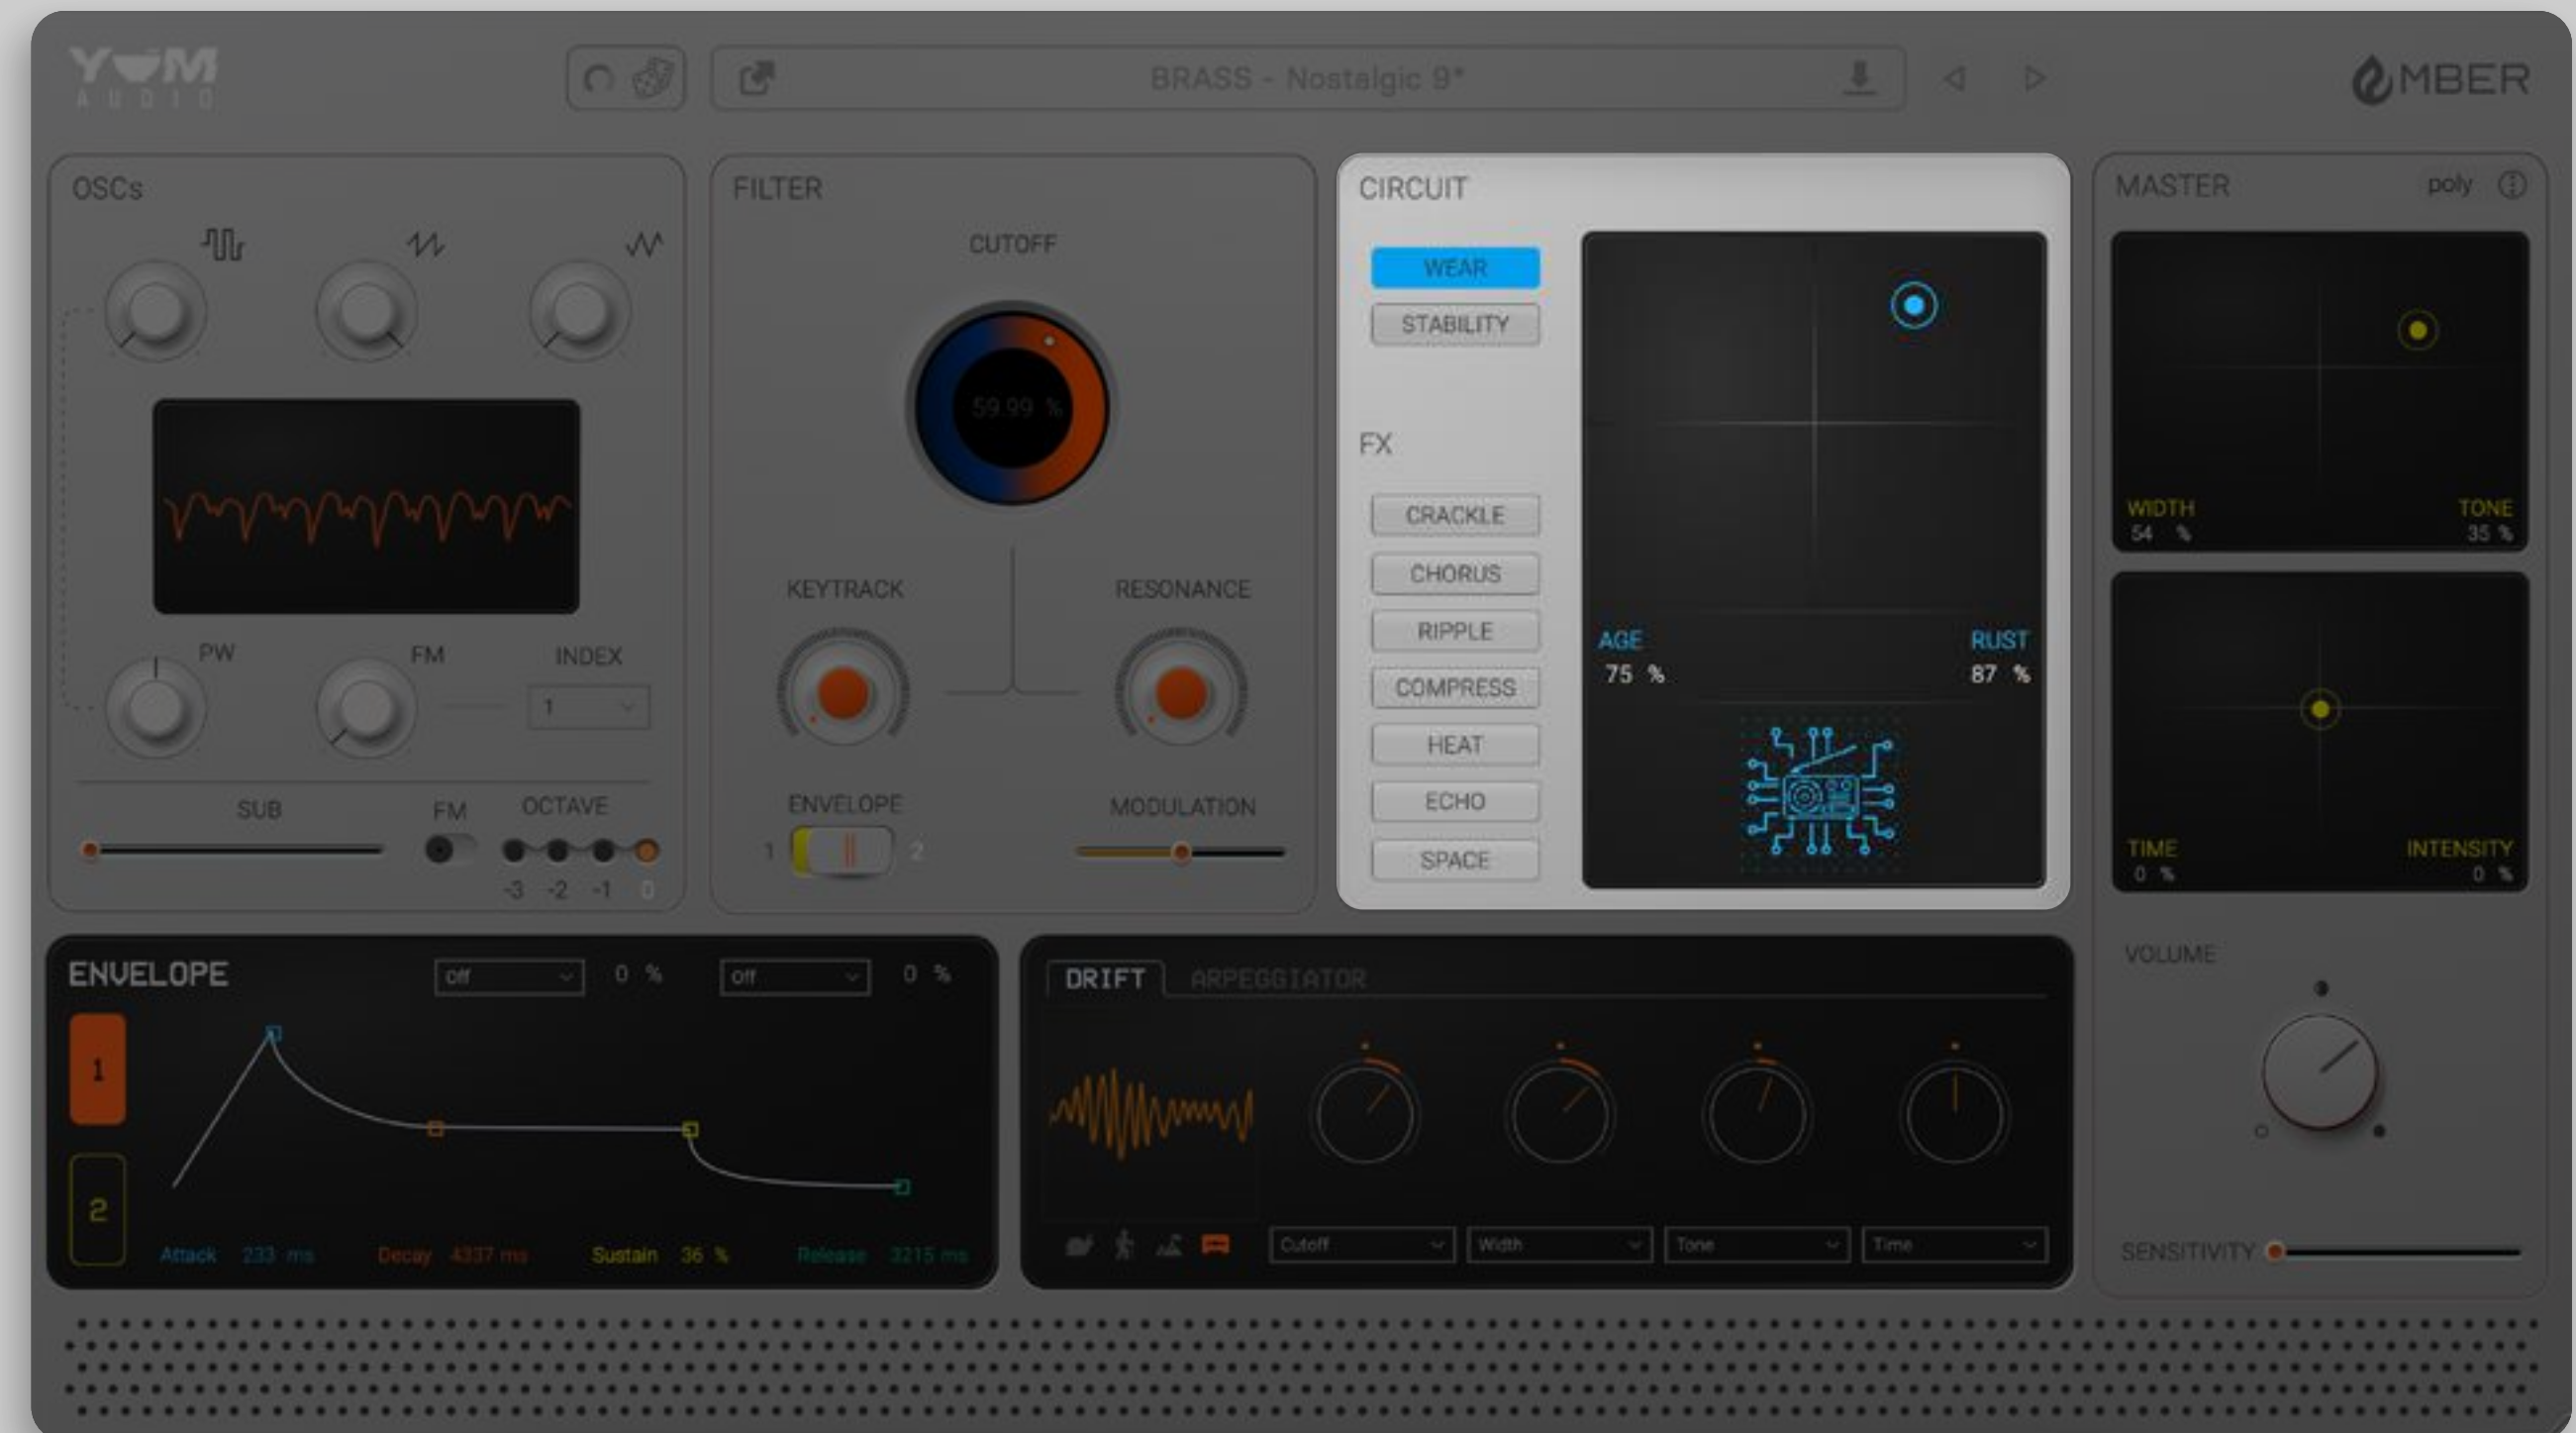 YUM
AUDIO
BRASS - Nostalgic 9*
EMBER
OSCs
PW
FM
INDEX
1
SUB
FM
OCTAVE
-3 -2 -1 0
FILTER
CUTOFF
59.99 %
KEYTRACK
RESONANCE
ENVELOPE
1
2
MODULATION
CIRCUIT
WEAR
STABILITY
FX
CRACKLE
CHORUS
RIPPLE
COMPRESS
HEAT
ECHO
SPACE
AGE
75 %
RUST
87 %
MASTER
poly
WIDTH
54 %
TONE
35 %
TIME
0 %
INTENSITY
0 %
VOLUME
SENSITIVITY
ENVELOPE
Off
0 %
Off
0 %
1
2
Attack 233 ms
Decay 4337 ms
Sustain 36 %
Release 3215 ms
DRIFT
ARPEGGIATOR
Cutoff
Width
Tone
Time